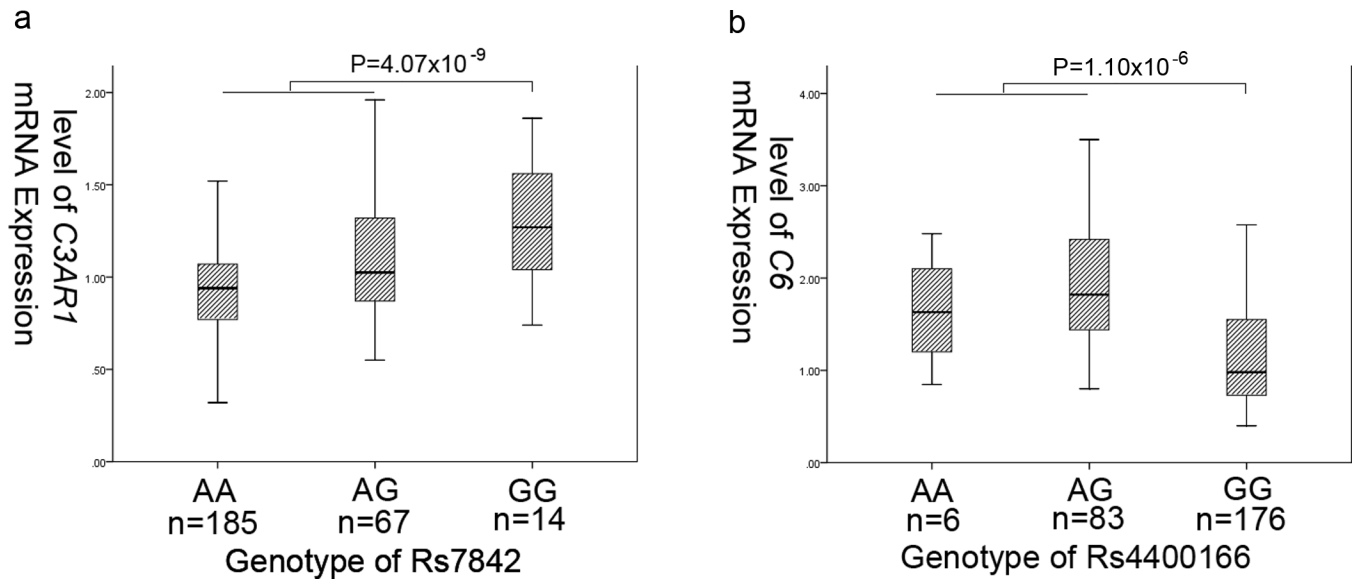 a
P=4.07x10⁻⁹
level of C3AR1
mRNA Expression
2.00
1.50
1.00
.50
.00
AA
AG
GG
n=185
n=67
n=14
Genotype of Rs7842
b
P=1.10x10⁻⁶
level of C6
mRNA Expression
4.00
3.00
2.00
1.00
.00
AA
AG
GG
n=6
n=83
n=176
Genotype of Rs4400166